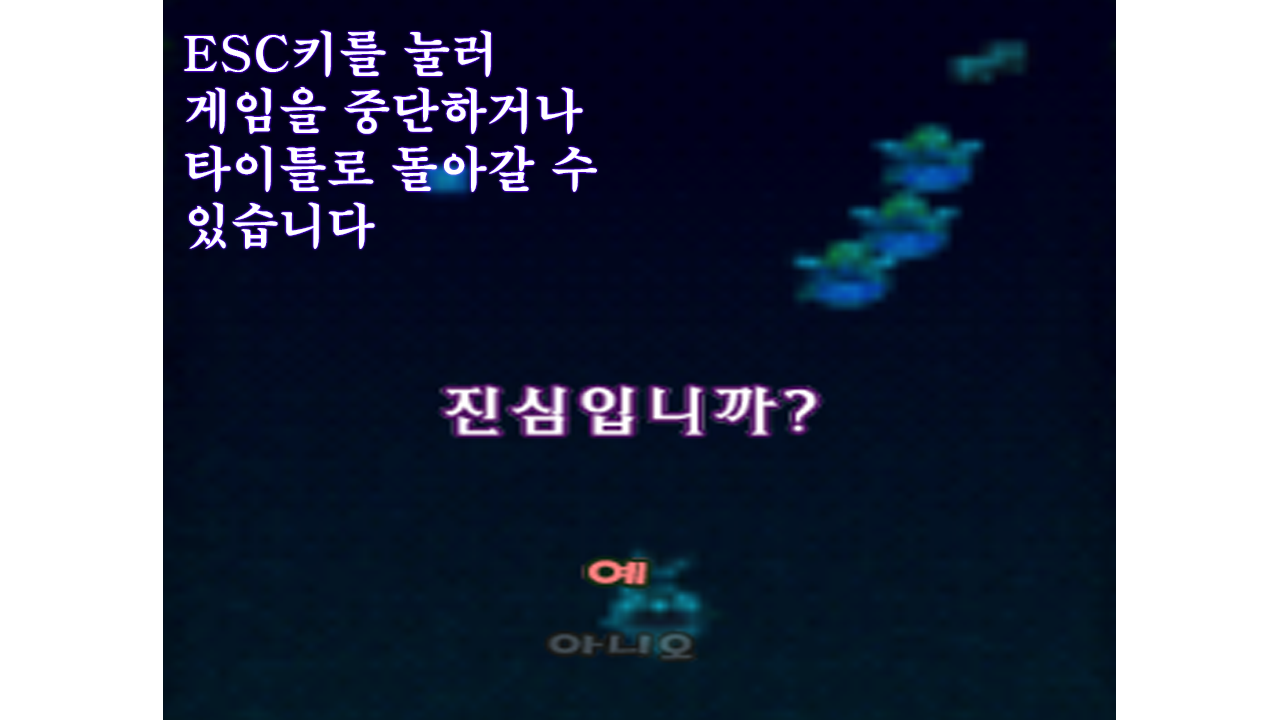 ESC키를 눌러
게임을 중단하거나
타이틀로 돌아갈 수
있습니다
진심입니까?
예
아니오